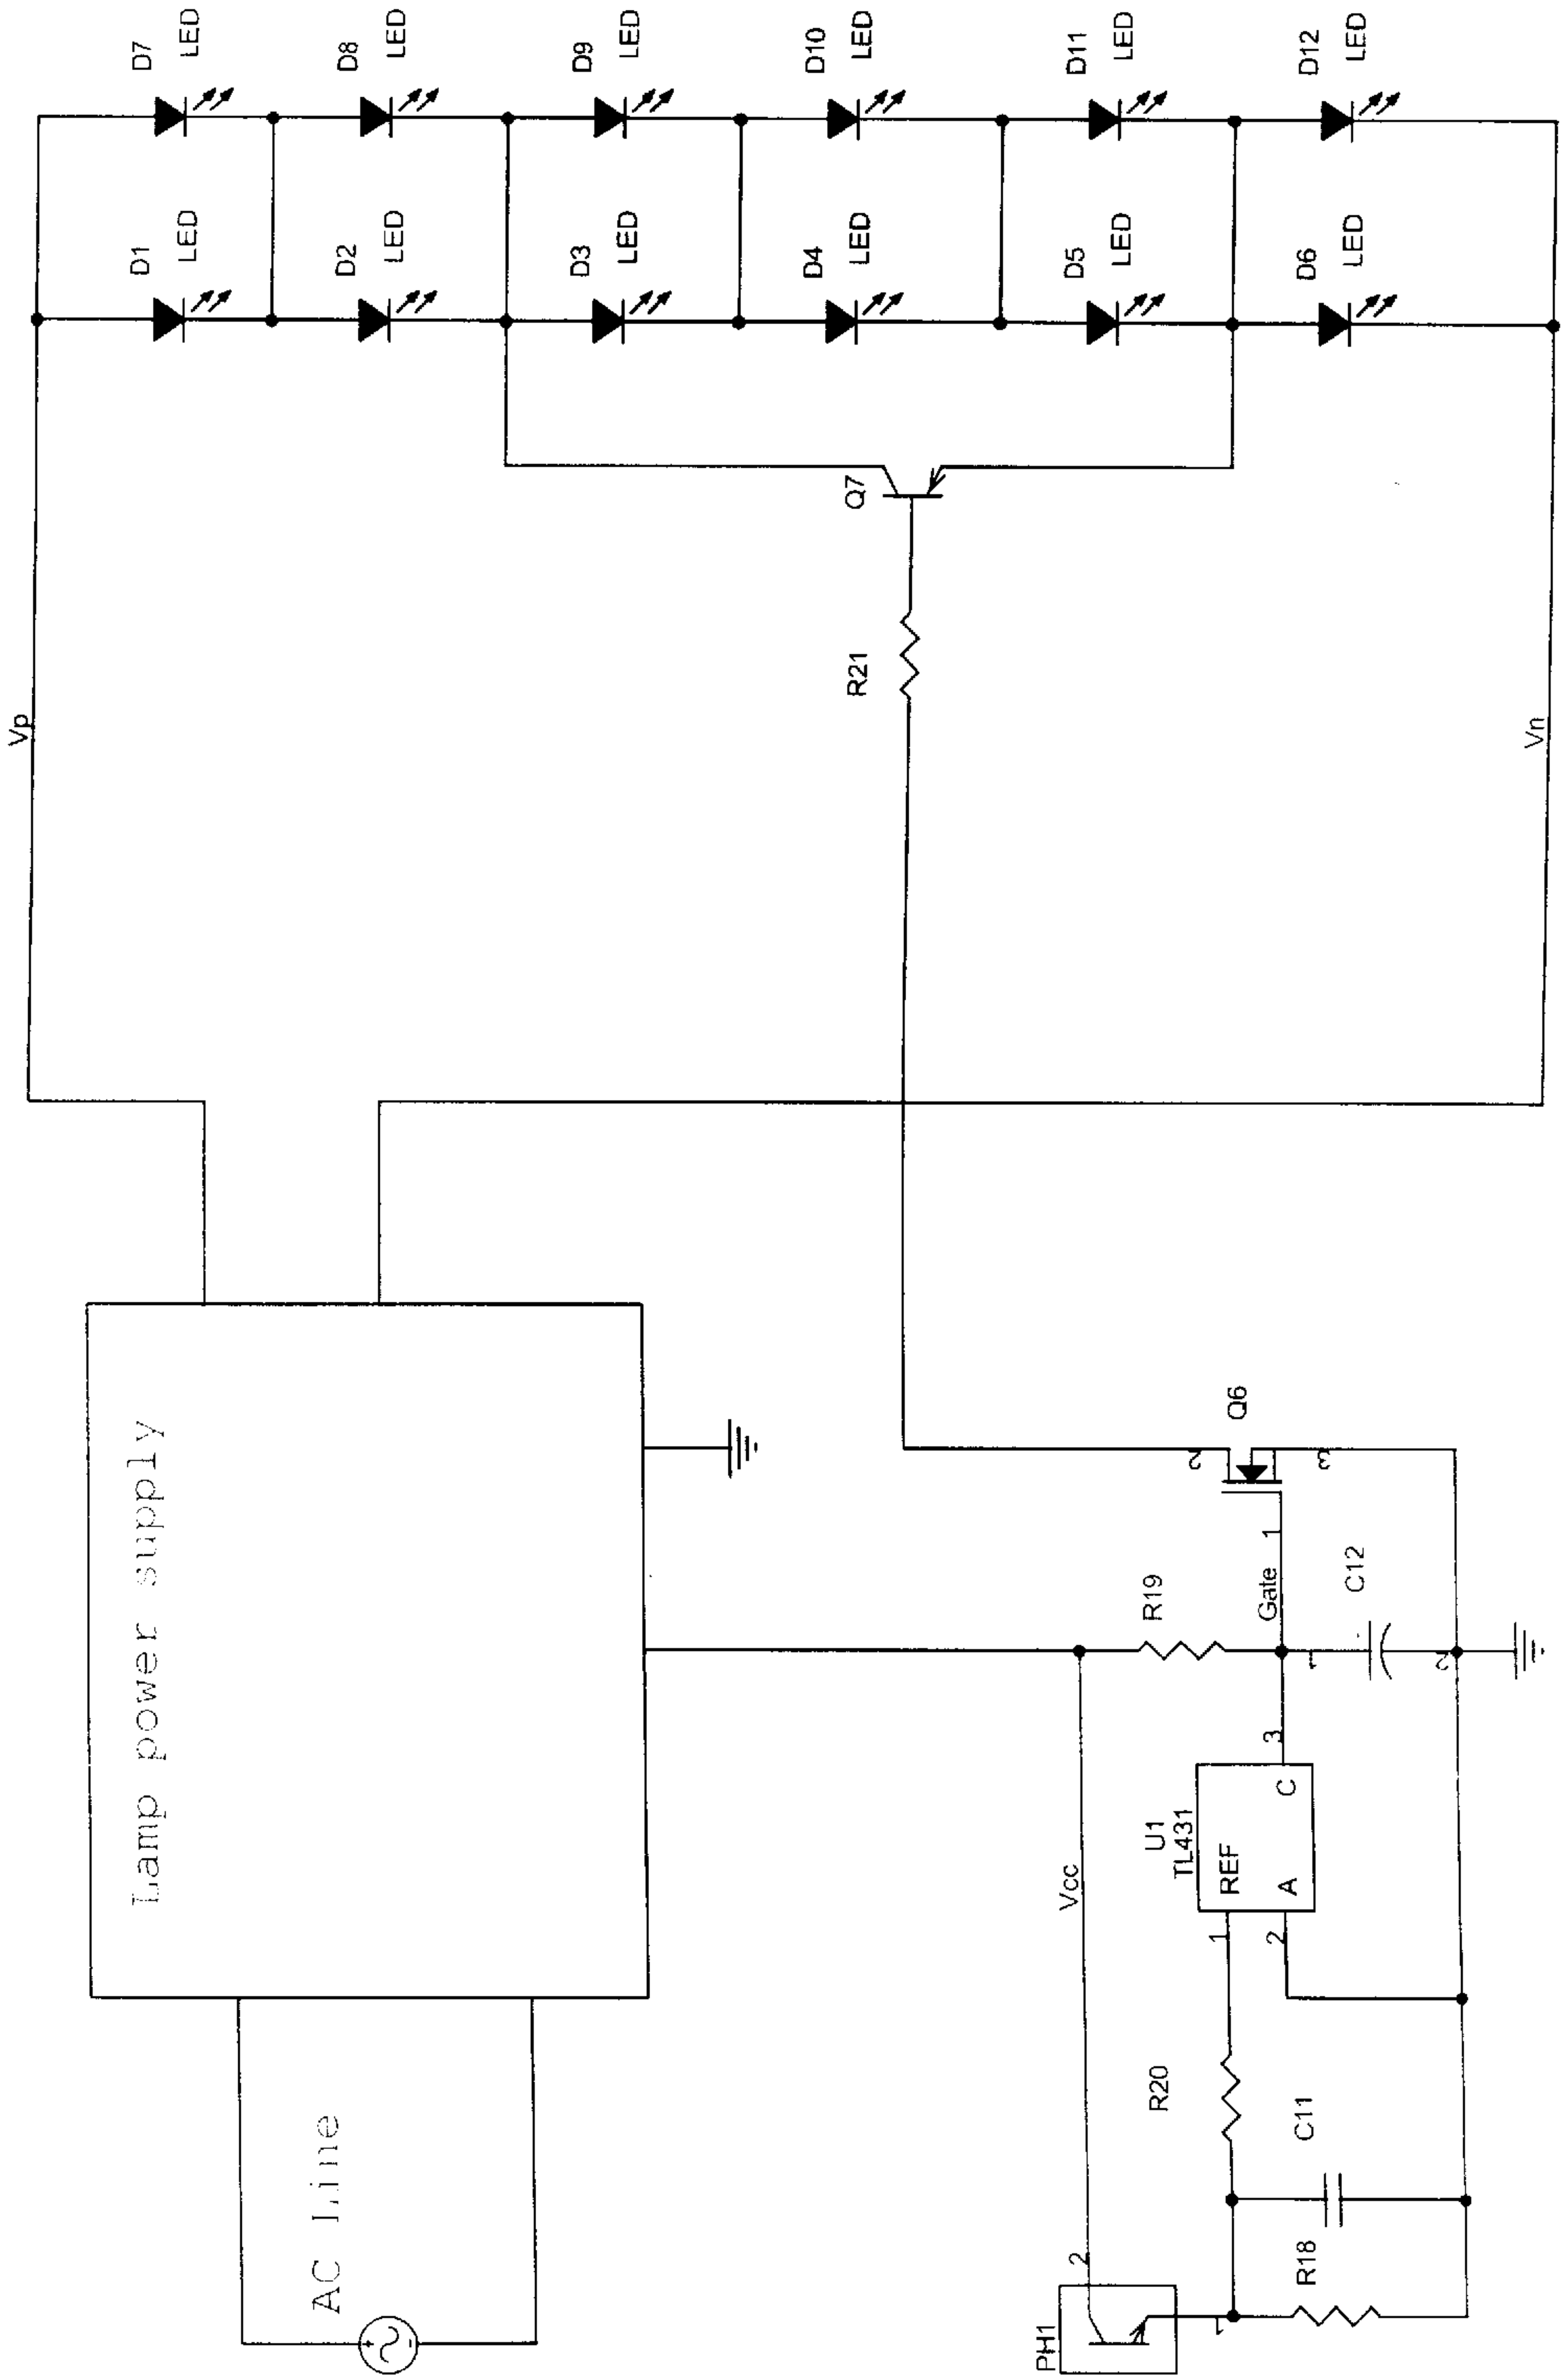 AC Line
Lamp power supply
Vp
Vn
D1
LED
D2
LED
D3
LED
D4
LED
D5
LED
D6
LED
D7
LED
D8
LED
D9
LED
D10
LED
D11
LED
D12
LED
Q7
R21
Q6
2
3
1
Gate
R19
C12
1
2
Vcc
U1
TL431
REF
A
C
1
2
3
R20
C11
R18
PH1
2
1